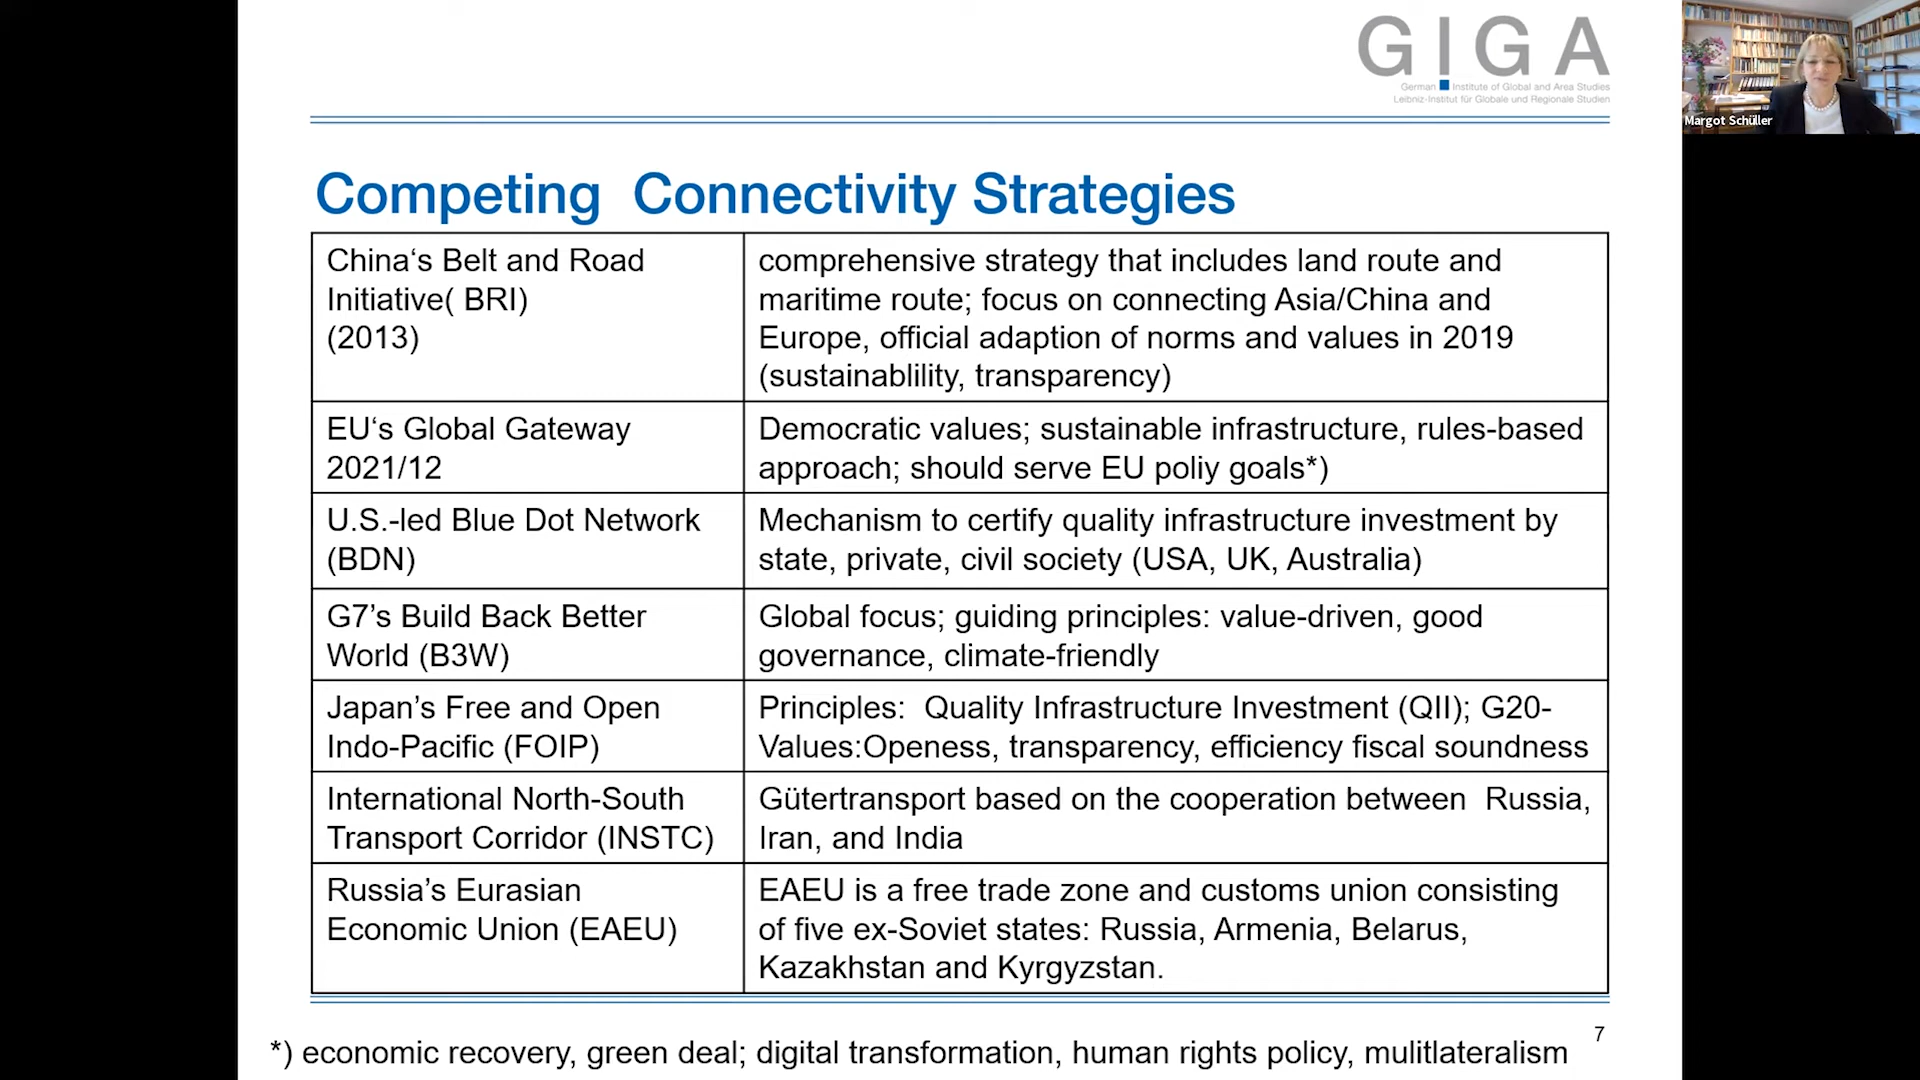 GIGA
German Institute of Global and Area Studies
Leibniz-Institut für Globale und Regionale Studien
Margot Schüller
Competing  Connectivity Strategies
China‘s Belt and Road
Initiative( BRI)
(2013)
comprehensive strategy that includes land route and
maritime route; focus on connecting Asia/China and
Europe, official adaption of norms and values in 2019
(sustainablility, transparency)
EU‘s Global Gateway
2021/12
Democratic values; sustainable infrastructure, rules-based
approach; should serve EU poliy goals*)
U.S.-led Blue Dot Network
(BDN)
Mechanism to certify quality infrastructure investment by
state, private, civil society (USA, UK, Australia)
G7’s Build Back Better
World (B3W)
Global focus; guiding principles: value-driven, good
governance, climate-friendly
Japan’s Free and Open
Indo-Pacific (FOIP)
Principles:  Quality Infrastructure Investment (QII); G20-
Values:Openess, transparency, efficiency fiscal soundness
International North-South
Transport Corridor (INSTC)
Gütertransport based on the cooperation between  Russia,
Iran, and India
Russia’s Eurasian
Economic Union (EAEU)
EAEU is a free trade zone and customs union consisting
of five ex-Soviet states: Russia, Armenia, Belarus,
Kazakhstan and Kyrgyzstan.
7
*) economic recovery, green deal; digital transformation, human rights policy, mulitlateralism